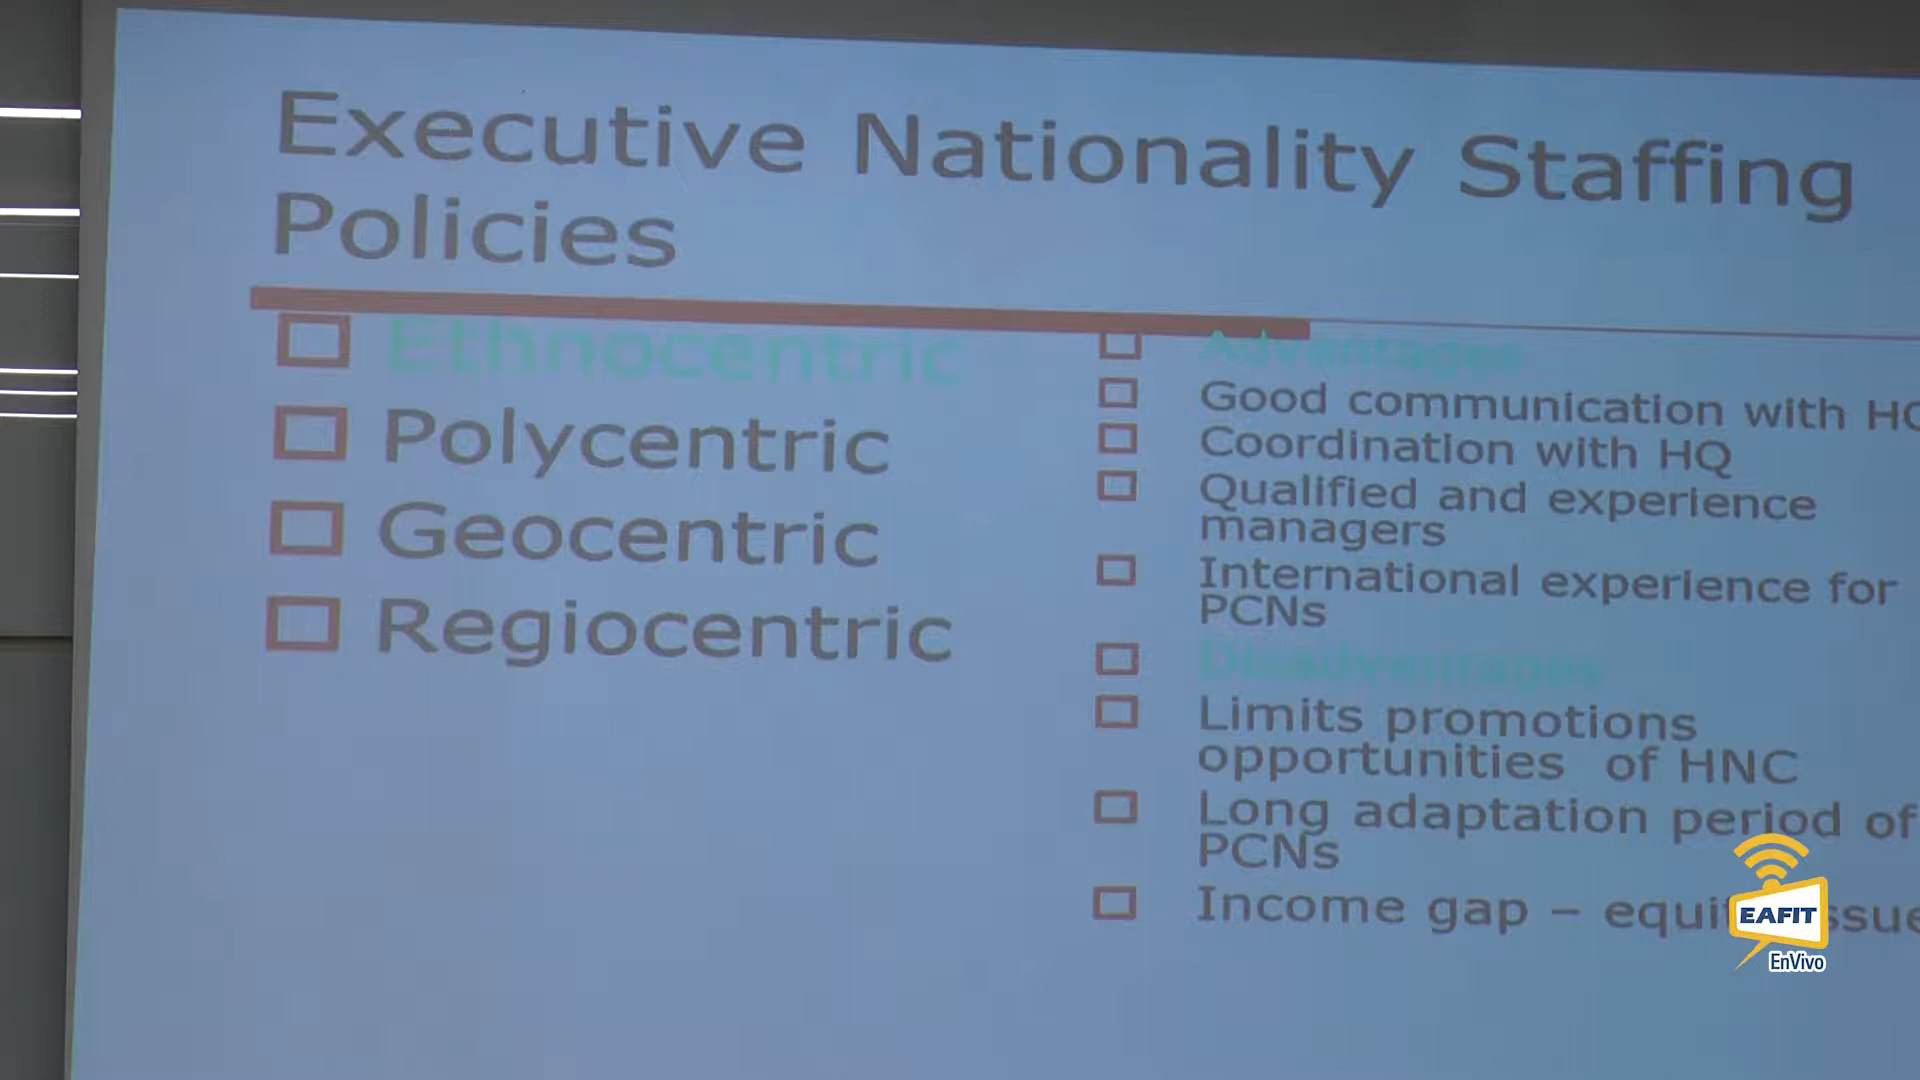 Executive Nationality Staffing
Policies
Ethnocentric
Polycentric
Geocentric
Regiocentric
Advantages
Good communication with
Coordination with HQ
Qualified and experience
managers
International experience for
PCNs
Disadvantages
Limits promotions
opportunities of HNC
Long adaptation period of
PCNs
Income gap –
EAFIT
EnVivo